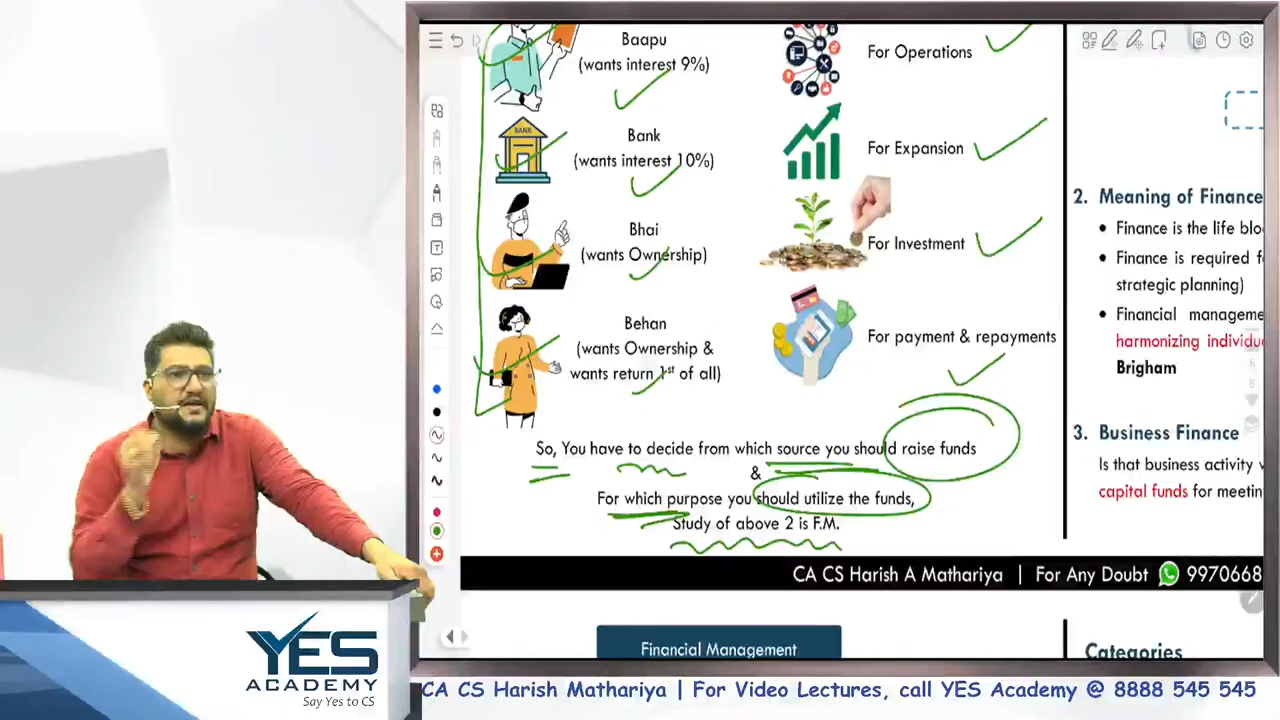 Baapu
(wants interest 9%)
BANK
Bank
(wants interest 10%)
Bhai
(wants Ownership)
Behan
(wants Ownership &
wants return 1st of all)
For Operations
For Expansion
For Investment
For payment & repayments
So, You have to decide from which source you should raise funds
&
For which purpose you should utilize the funds,
Study of above 2 is F.M.
2. Meaning of Finance
• Finance is the life
• Finance is required
strategic planning)
• Financial
harmonizing
Brigham
3. Business Finance
Is that business activity
capital funds for
CA CS Harish A Mathariya | For Any Doubt 9970668
Financial Management
Categories
YES
ACADEMY
Say Yes to CS
CA CS Harish Mathariya | For Video Lectures, call YES Academy @ 8888 545 545